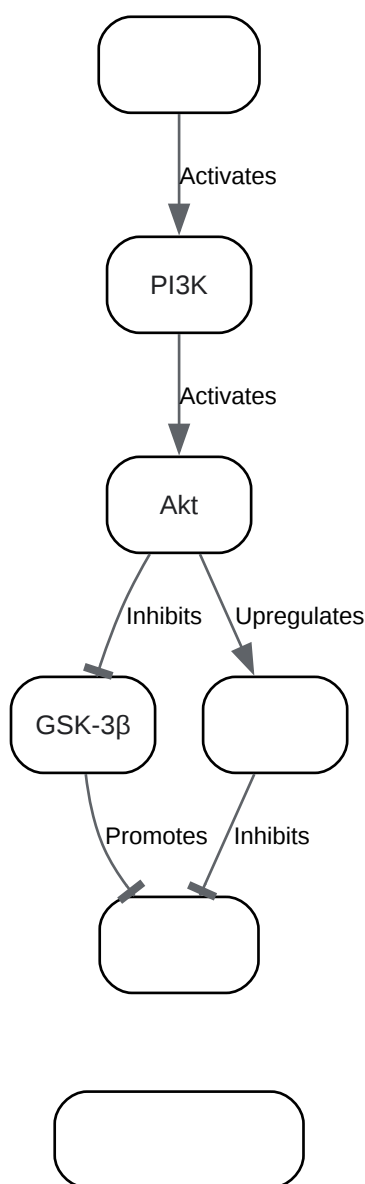 Activates
PI3K
Activates
Akt
Inhibits
Upregulates
GSK-3β
Promotes
Inhibits